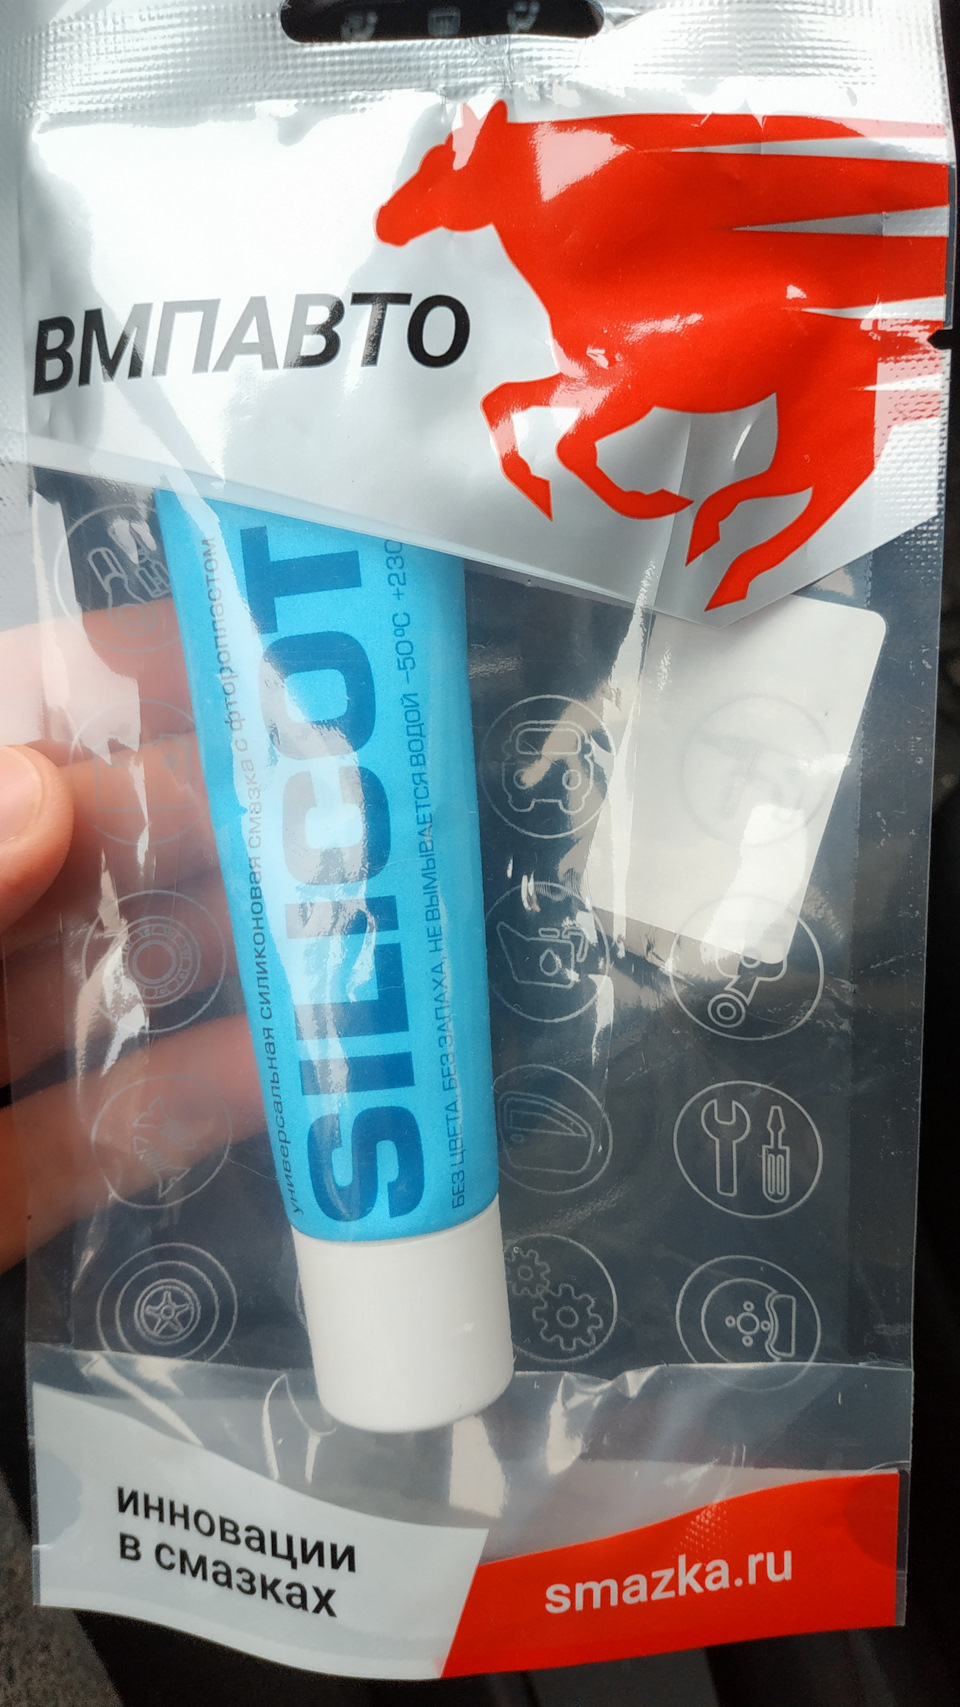 ВМПАВТО
универсальная силиконовая смазка с фторопластом
SILICOT
БЕЗ ЦВЕТА, БЕЗ ЗАПАХА, НЕ ВЫМЫВАЕТСЯ ВОДОЙ -50°C +230
инновации
в смазках
smazka.ru